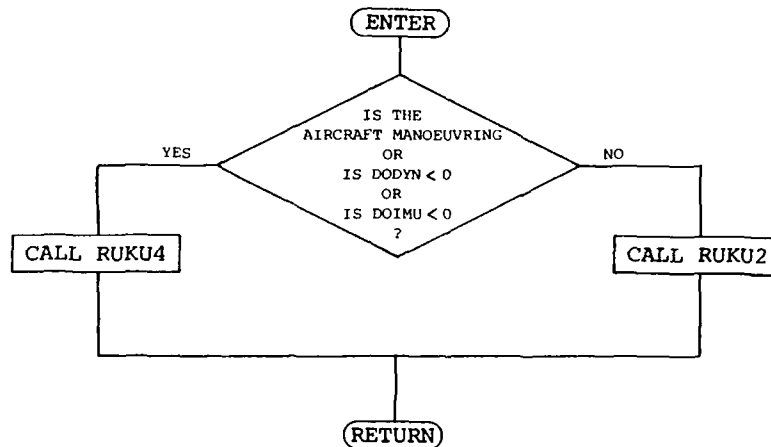 ENTER
IS THE
AIRCRAFT MANOEUVRING
OR
IS DODYN < 0
OR
IS DOIMU < 0
?
YES
NO
CALL RUKU4
CALL RUKU2
RETURN